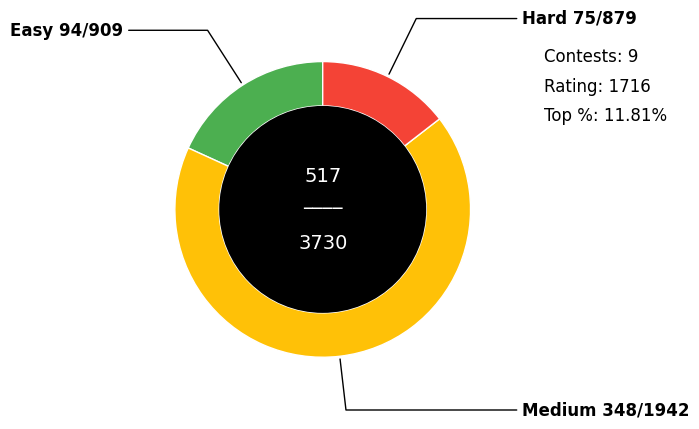 Hard 75/879
Easy 94/909
Contests: 9
Rating: 1716
Top %: 11.81%
517
3730
Medium 348/1942